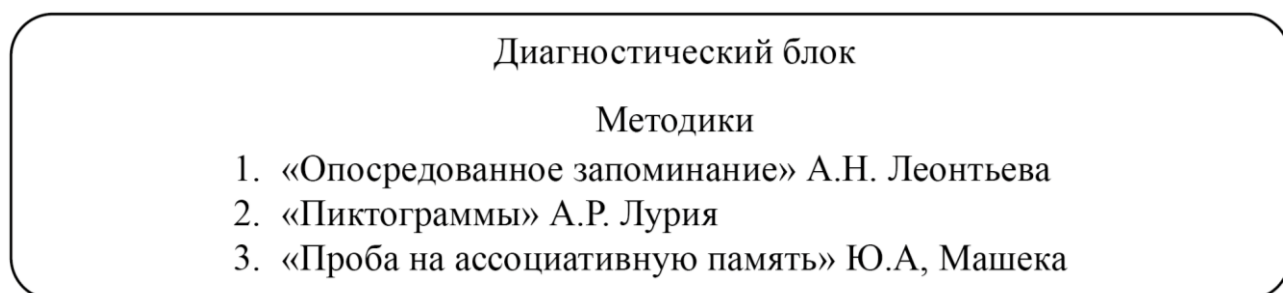 Диагностический блок
Методики
1. «Опосредованное запоминание» А.Н. Леонтьева
2. «Пиктограммы» А.Р. Лурия
3. «Проба на ассоциативную память» Ю.А, Машека